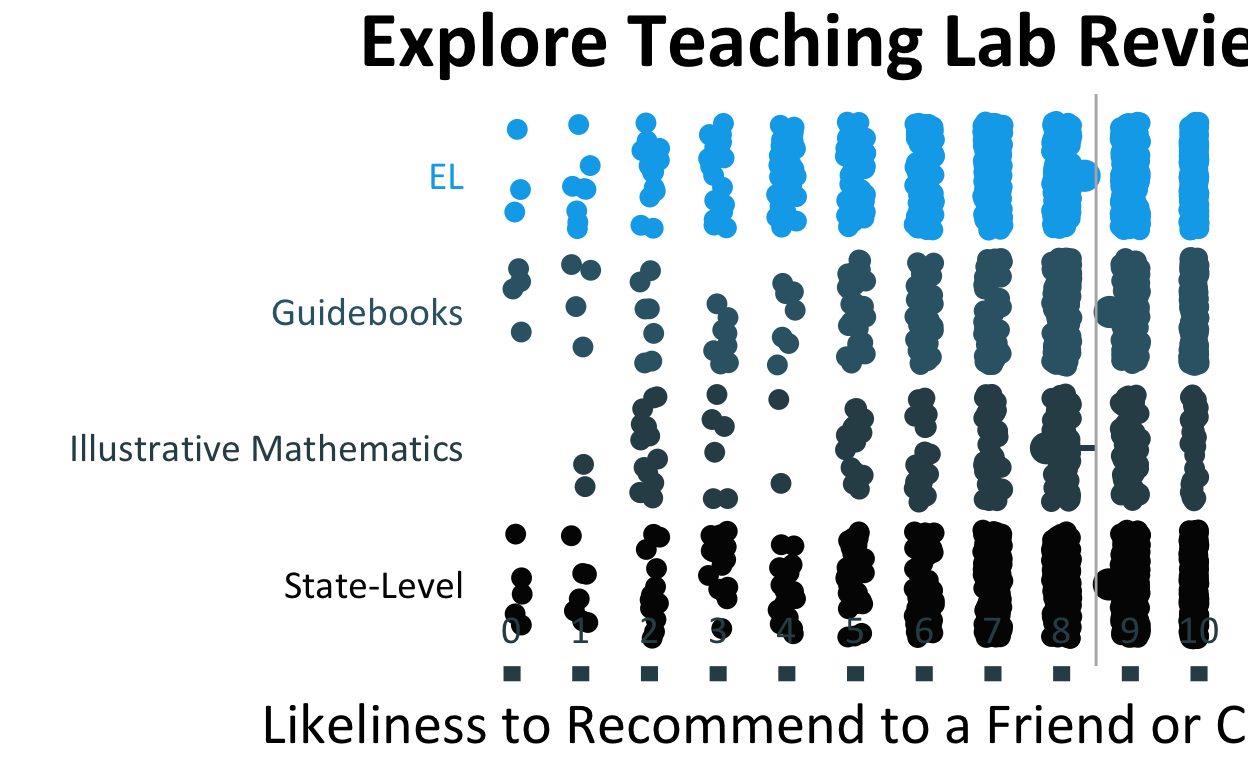 Explore Teaching Lab Revie
EL
Guidebooks
Illustrative Mathematics
State-Level
0 1 2 3 4 5 6 7 8 9 10
Likeliness to Recommend to a Friend or C